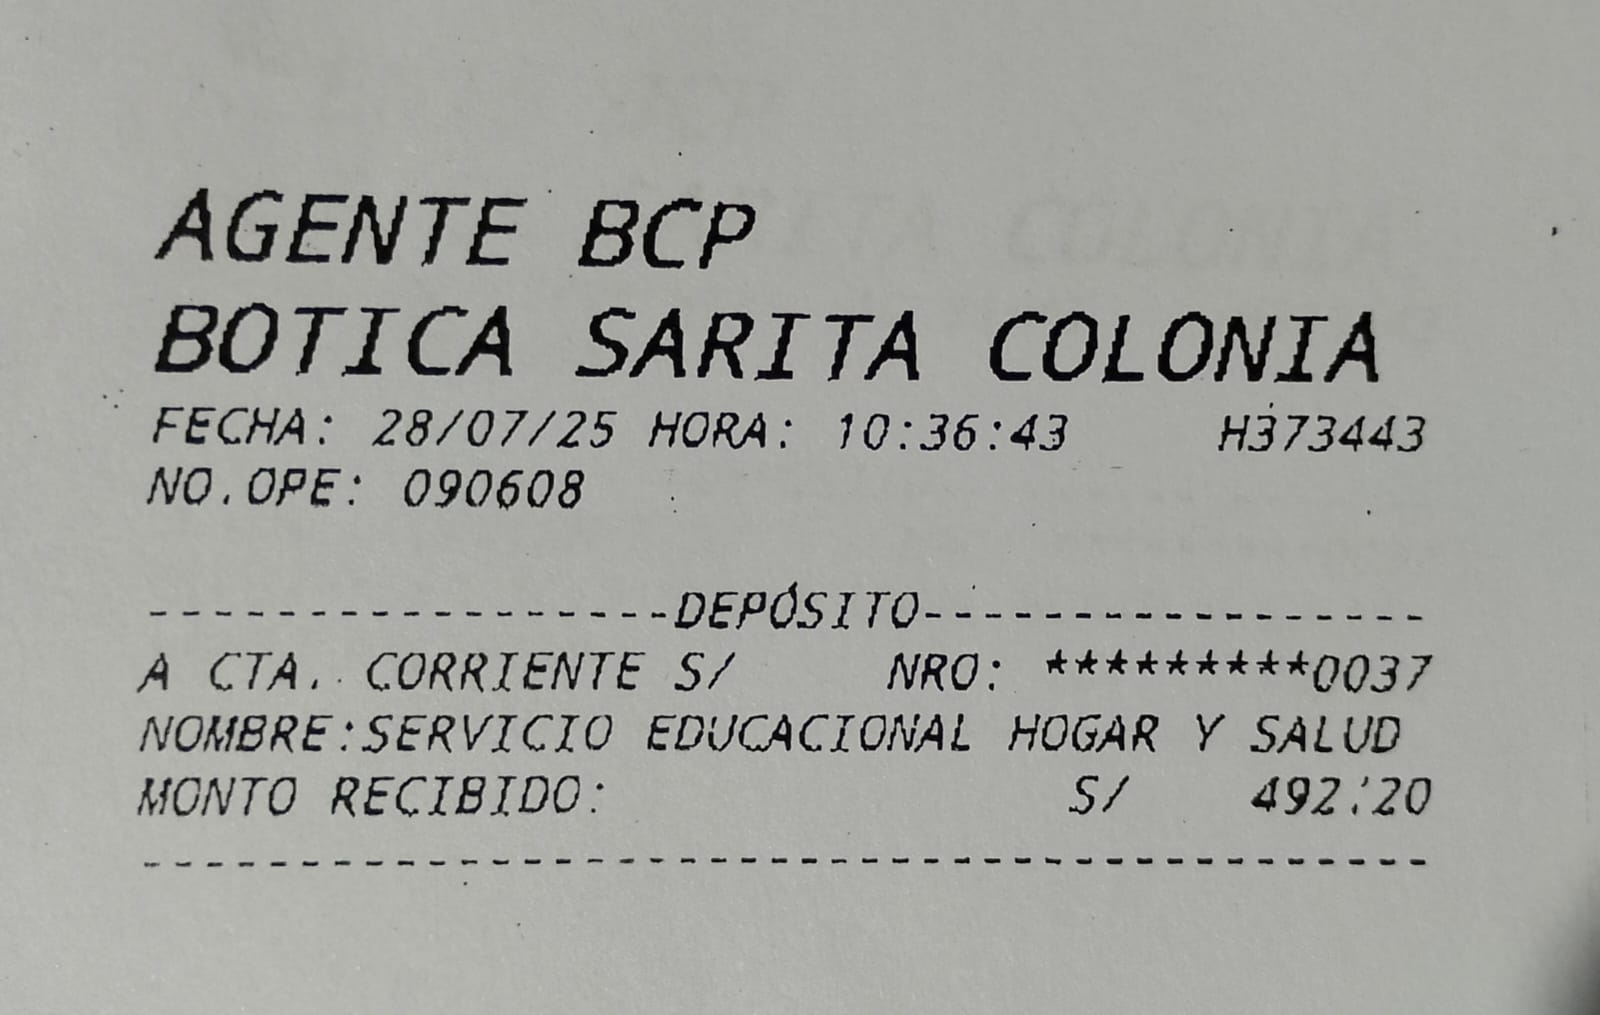 AGENTE BCP
BOTICA SARITA COLONIA
FECHA: 28/07/25 HORA: 10:36:43 H373443
NO.OPE: 090608
------------------DEPÓSITO-----------------
A CTA. CORRIENTE S/ NRO: *********0037
NOMBRE:SERVICIO EDUCACIONAL HOGAR Y SALUD
MONTO RECIBIDO: S/ 492.20
-------------------------------------------